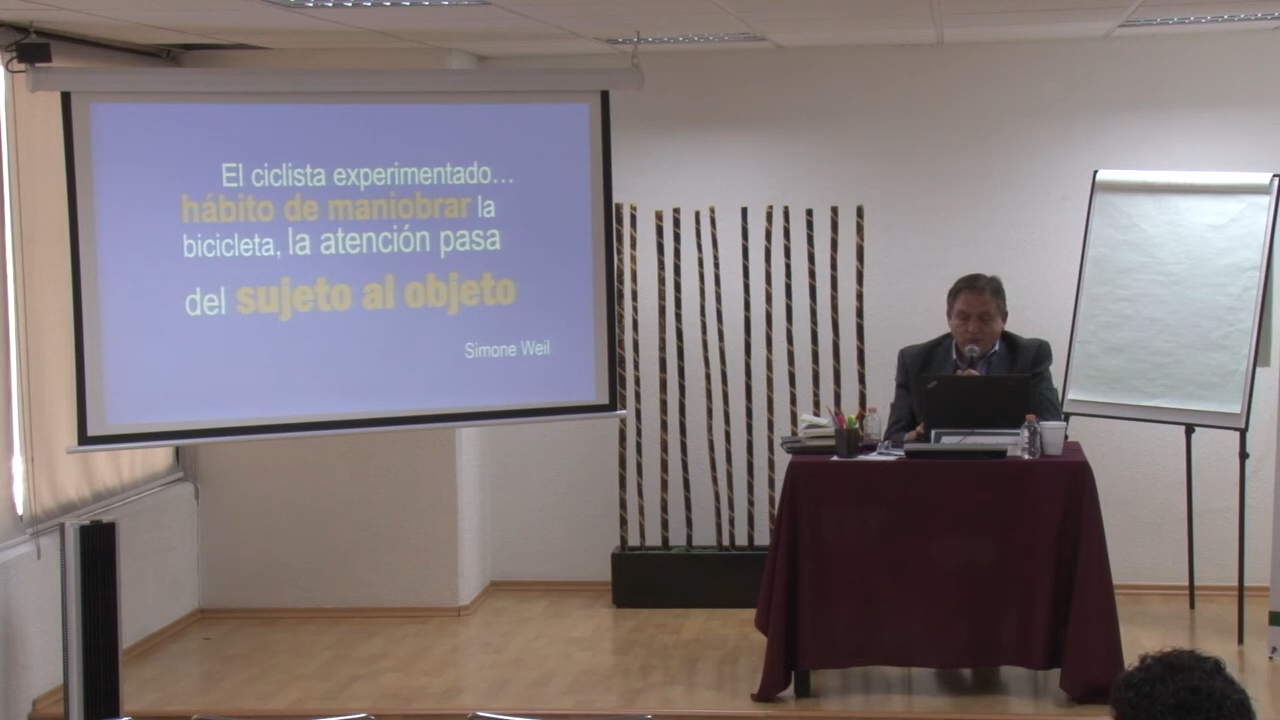 El ciclista experimentado...
hábito de maniobrar la
bicicleta, la atención pasa
del sujeto al objeto
Simone Weil